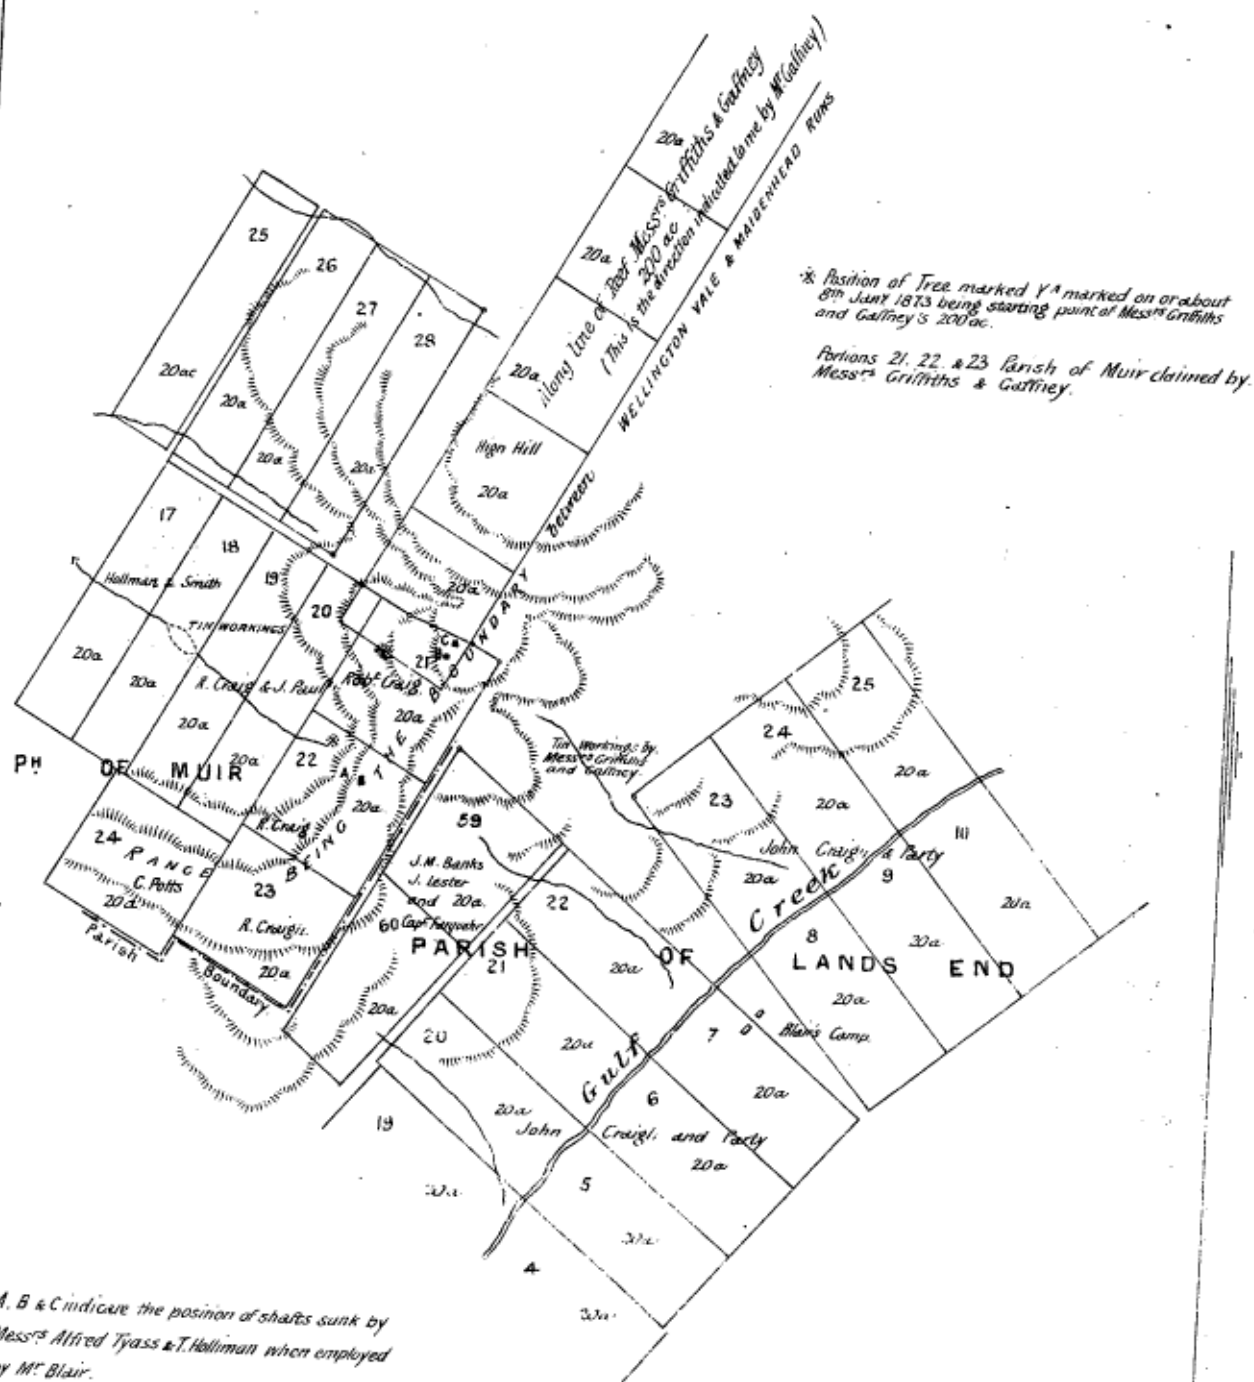 20a
20a
20a
Along line of Reef Mess.rs Griffiths & Gaffney
200 ac
(This is the direction indicated to me by Mr. Gaffney)
WELLINGTON VALE & MAIDENHEAD RUNS
between
BEING THE BOUNDARY
* Position of Tree marked Y A marked on or about
8th Jany 1873 being starting point of Messrs Griffiths
and Gaffney's 200 ac.
Portions 21. 22. & 23 Parish of Muir claimed by.
Messrs Griffiths & Gaffney.
25
26
27
28
20ac
20a
20a
20a
High Hill
20a
20a
17
18
19
20
Hollman & Smith
TIN WORKINGS
20a
20a
R. Craig & J. Paull
20a
20a
C
B
21
Robt. Craig
20a
22
A
20a
R. Craig
PH OF MUIR
24
RANGE
C. Potts
20a
Parish
Boundary
23
R. Craig
20a
Tin Workings by
Messrs Griffiths
and Gaffney
59
J. M. Banks
J. Lester
and 20a.
60 Capt Farquehr
20a
PARISH OF LANDS END
25
24
23
20a
20a
20a
John Craig & Party
10
9
8
20a
20a
20a
Gulf Creek
22
21
20
19
20a
20a
20a
7
Blair's Camp
20a
6
John Craig and Party
20a
5
4
A. B & C indicate the position of shafts sunk by
Messrs Alfred Tyass & T. Holliman when employed
by Mr Blair.